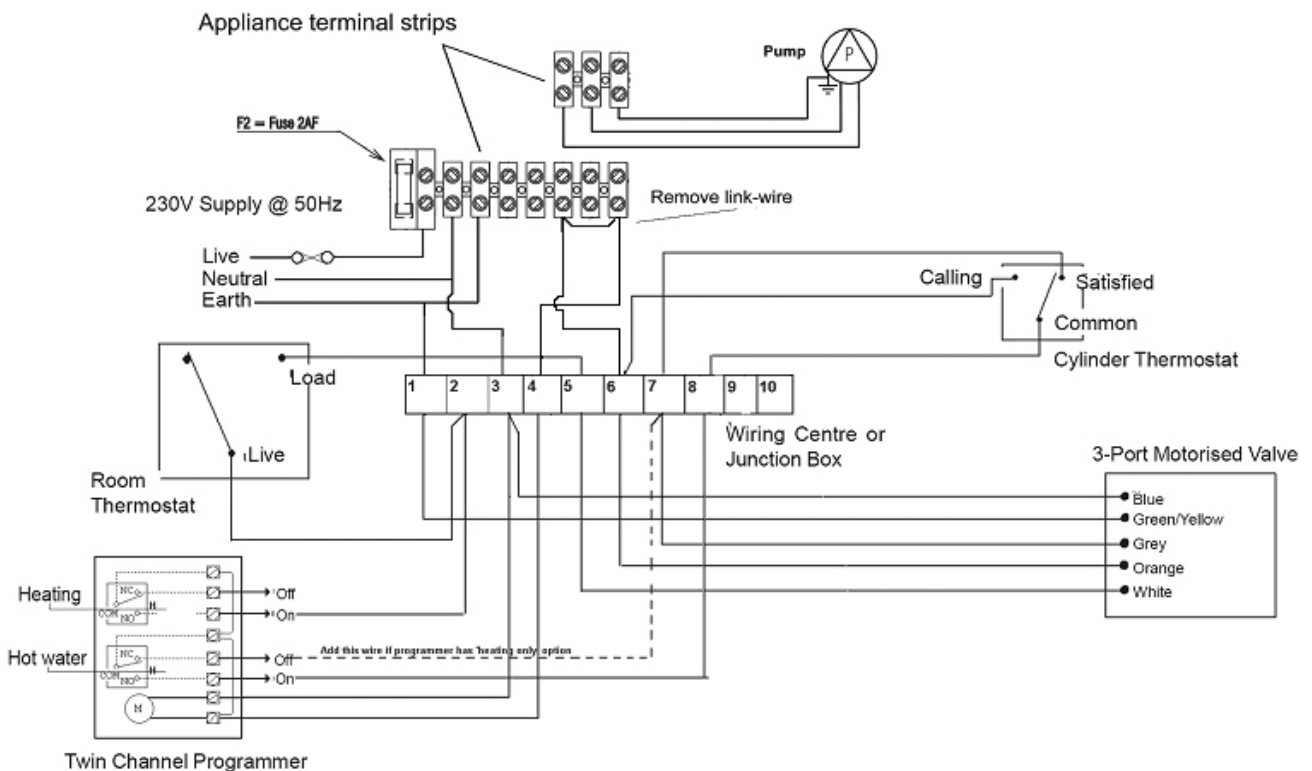 Appliance terminal strips
Pump
P
F2 = Fuse 2AF
230V Supply @ 50Hz
Remove link-wire
Live
Neutral
Earth
Calling
Satisfied
Common
Cylinder Thermostat
Load
Live
Room
Thermostat
1 2 3 4 5 6 7 8 9 10
Wiring Centre or
Junction Box
3-Port Motorised Valve
Blue
Green/Yellow
Grey
Orange
White
Heating
NC
COM
NO
H
Off
On
Hot water
NC
COM
NO
H
Off
On
Add this wire if programmer has 'heating only' option
M
Twin Channel Programmer